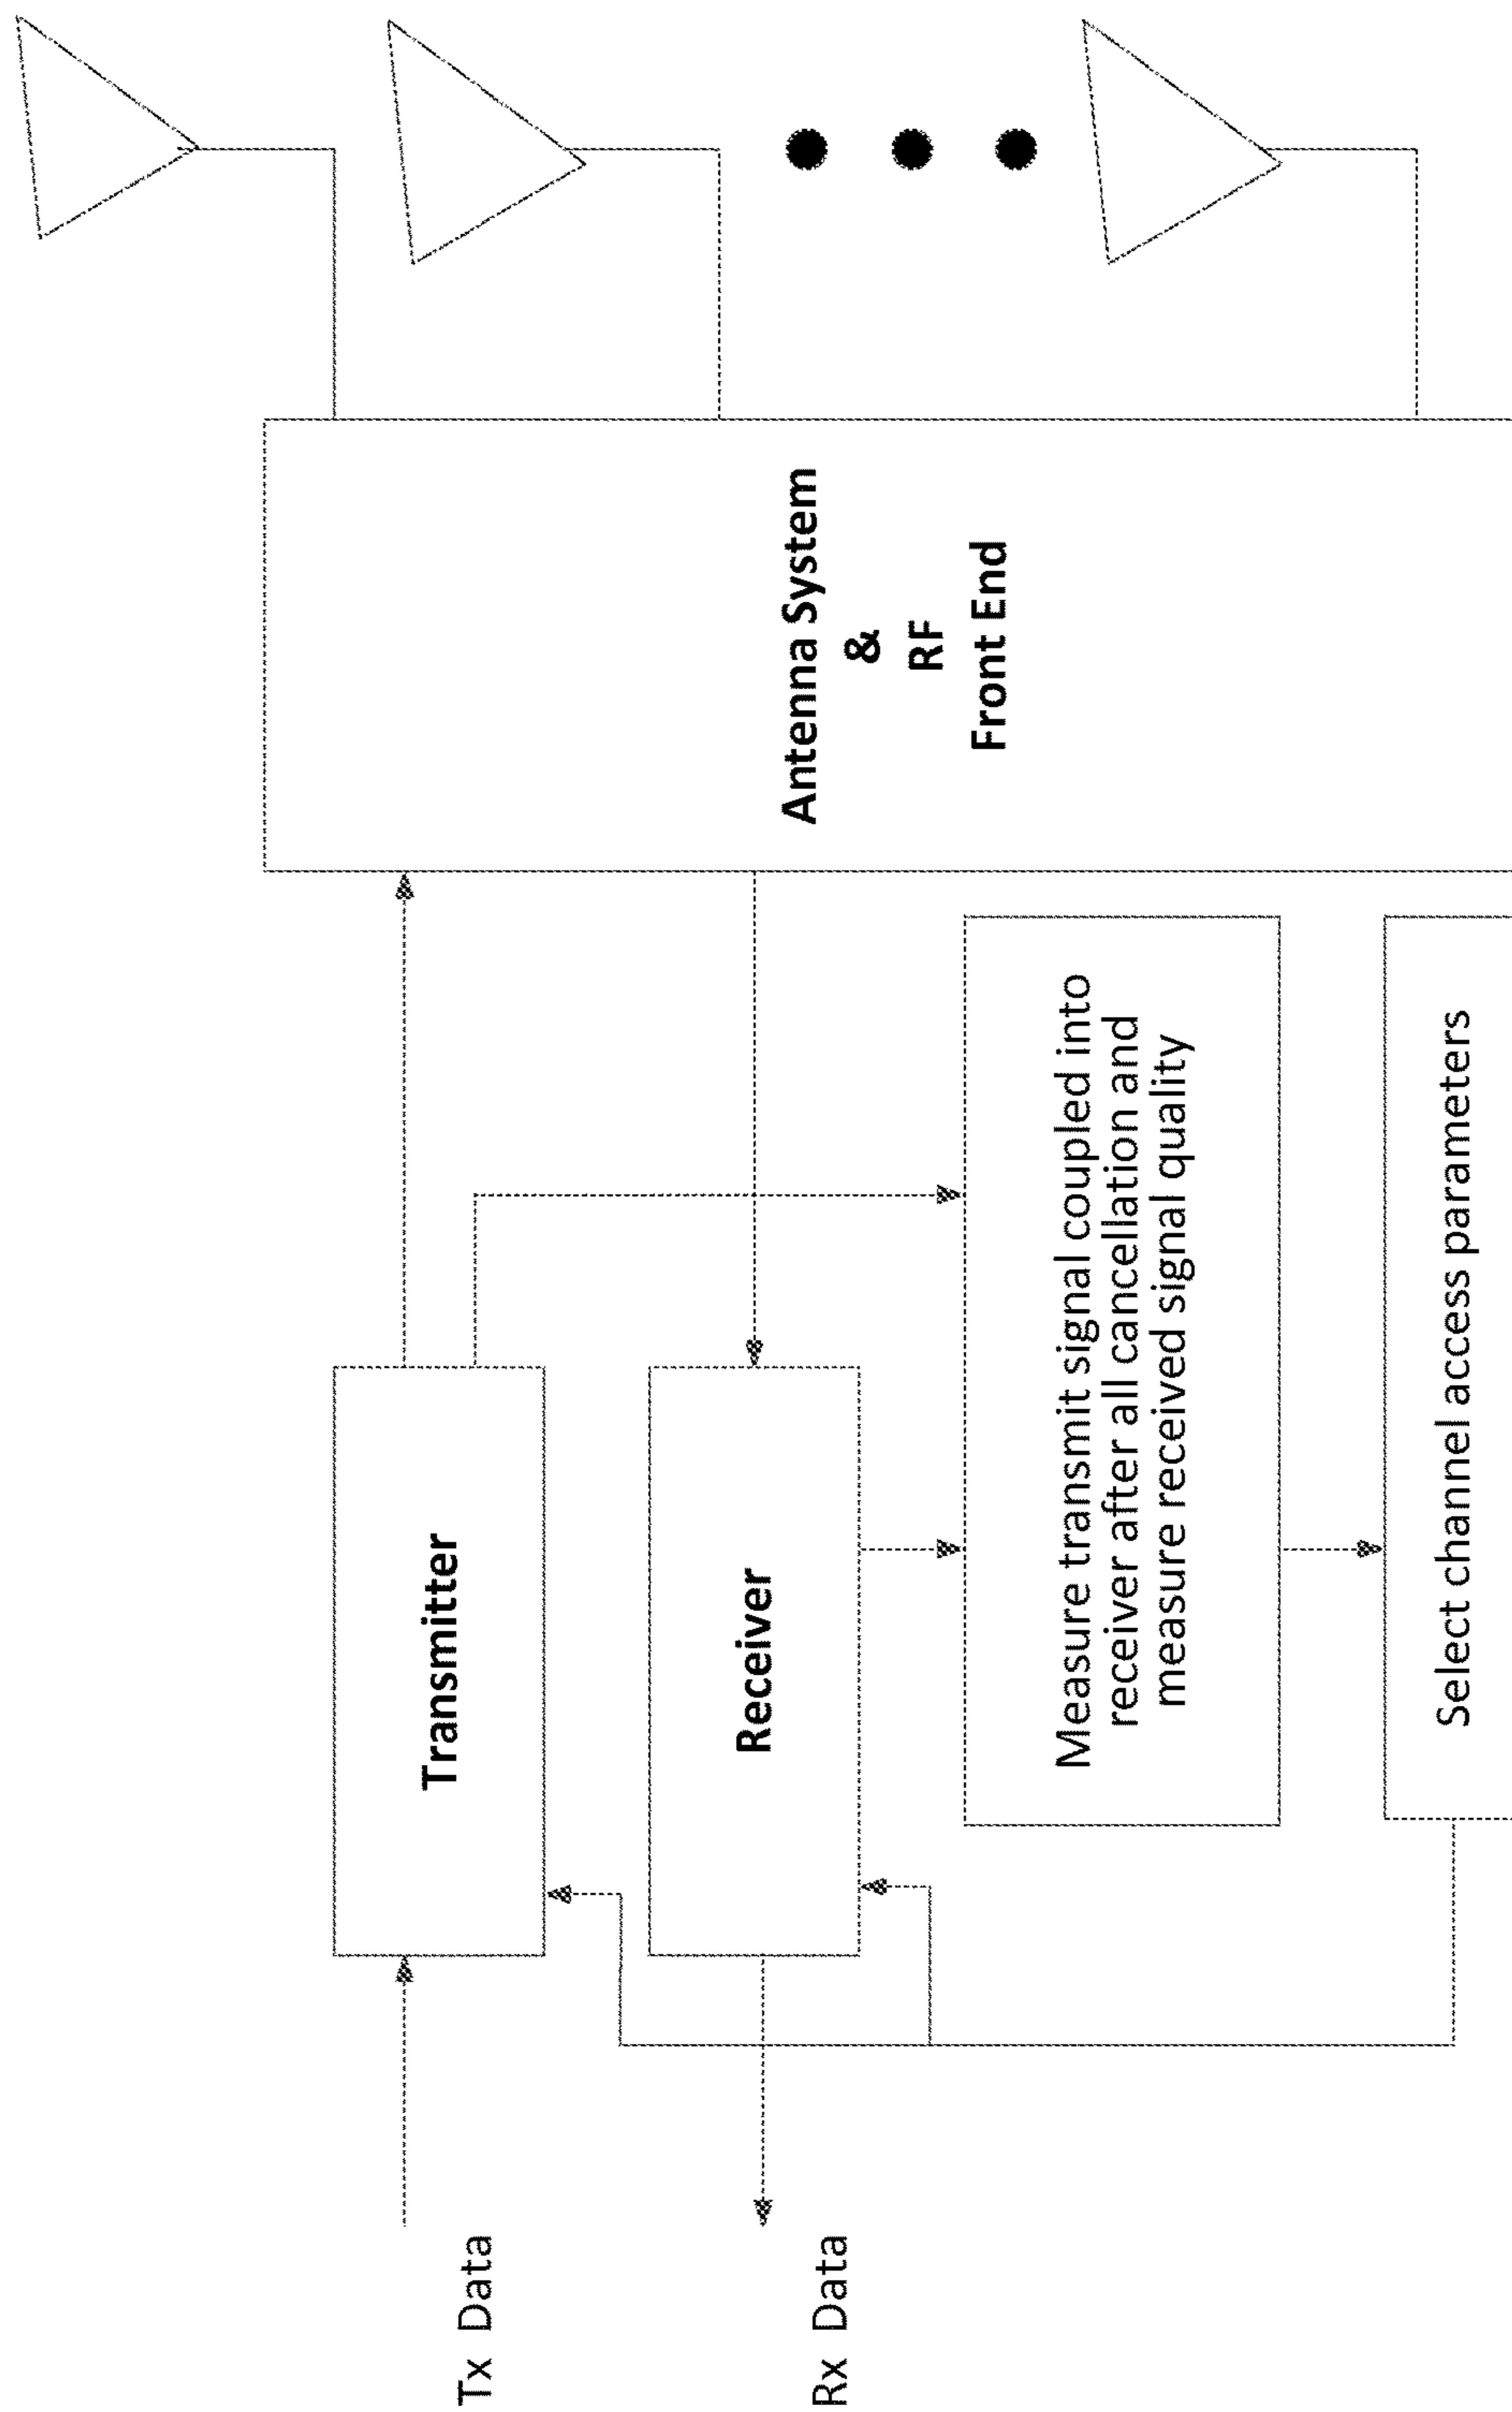 Tx Data
Rx Data
Transmitter
Receiver
Measure transmit signal coupled into
receiver after all cancellation and
measure received signal quality
Select channel access parameters
Antenna System
&
RF
Front End